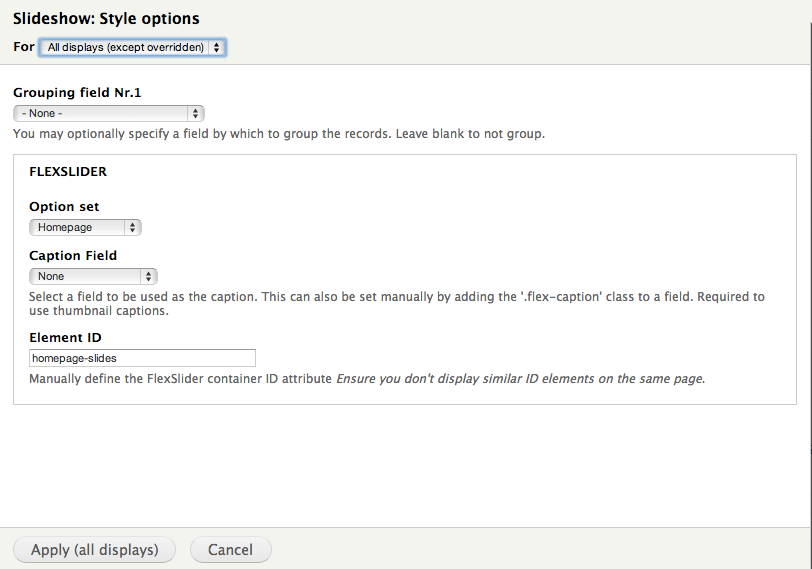 Slideshow: Style options
For All displays (except overridden)
Grouping field Nr.1
- None -
You may optionally specify a field by which to group the records. Leave blank to not group.
FLEXSLIDER
Option set
Homepage
Caption Field
None
Select a field to be used as the caption. This can also be set manually by adding the '.flex-caption' class to a field. Required to
use thumbnail captions.
Element ID
homepage-slides
Manually define the FlexSlider container ID attribute Ensure you don't display similar ID elements on the same page.
Apply (all displays) Cancel